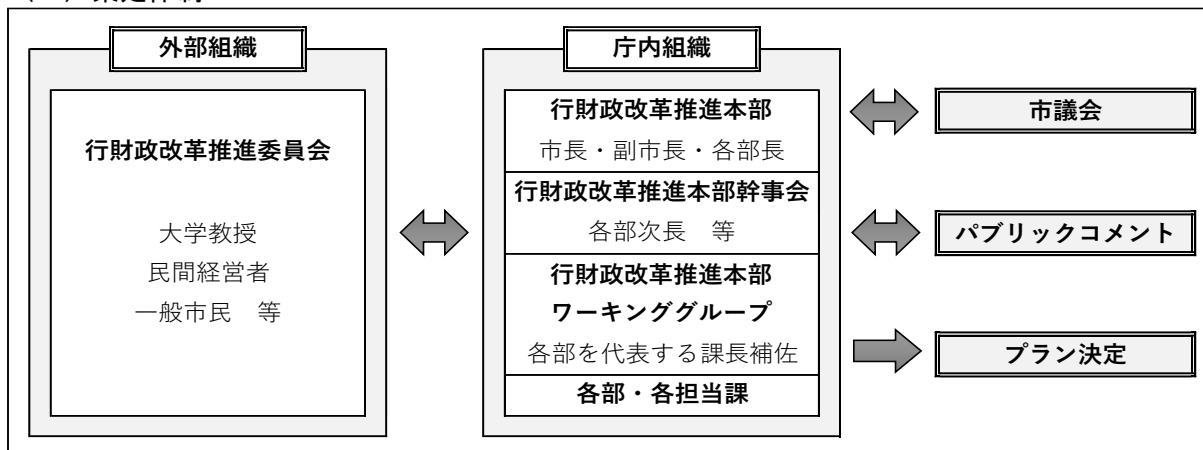 外部組織
行財政改革推進委員会
大学教授
民間経営者
一般市民　等
庁内組織
行財政改革推進本部
市長・副市長・各部長
行財政改革推進本部幹事会
各部次長　等
行財政改革推進本部
ワーキンググループ
各部を代表する課長補佐
各部・各担当課
市議会
パブリックコメント
プラン決定